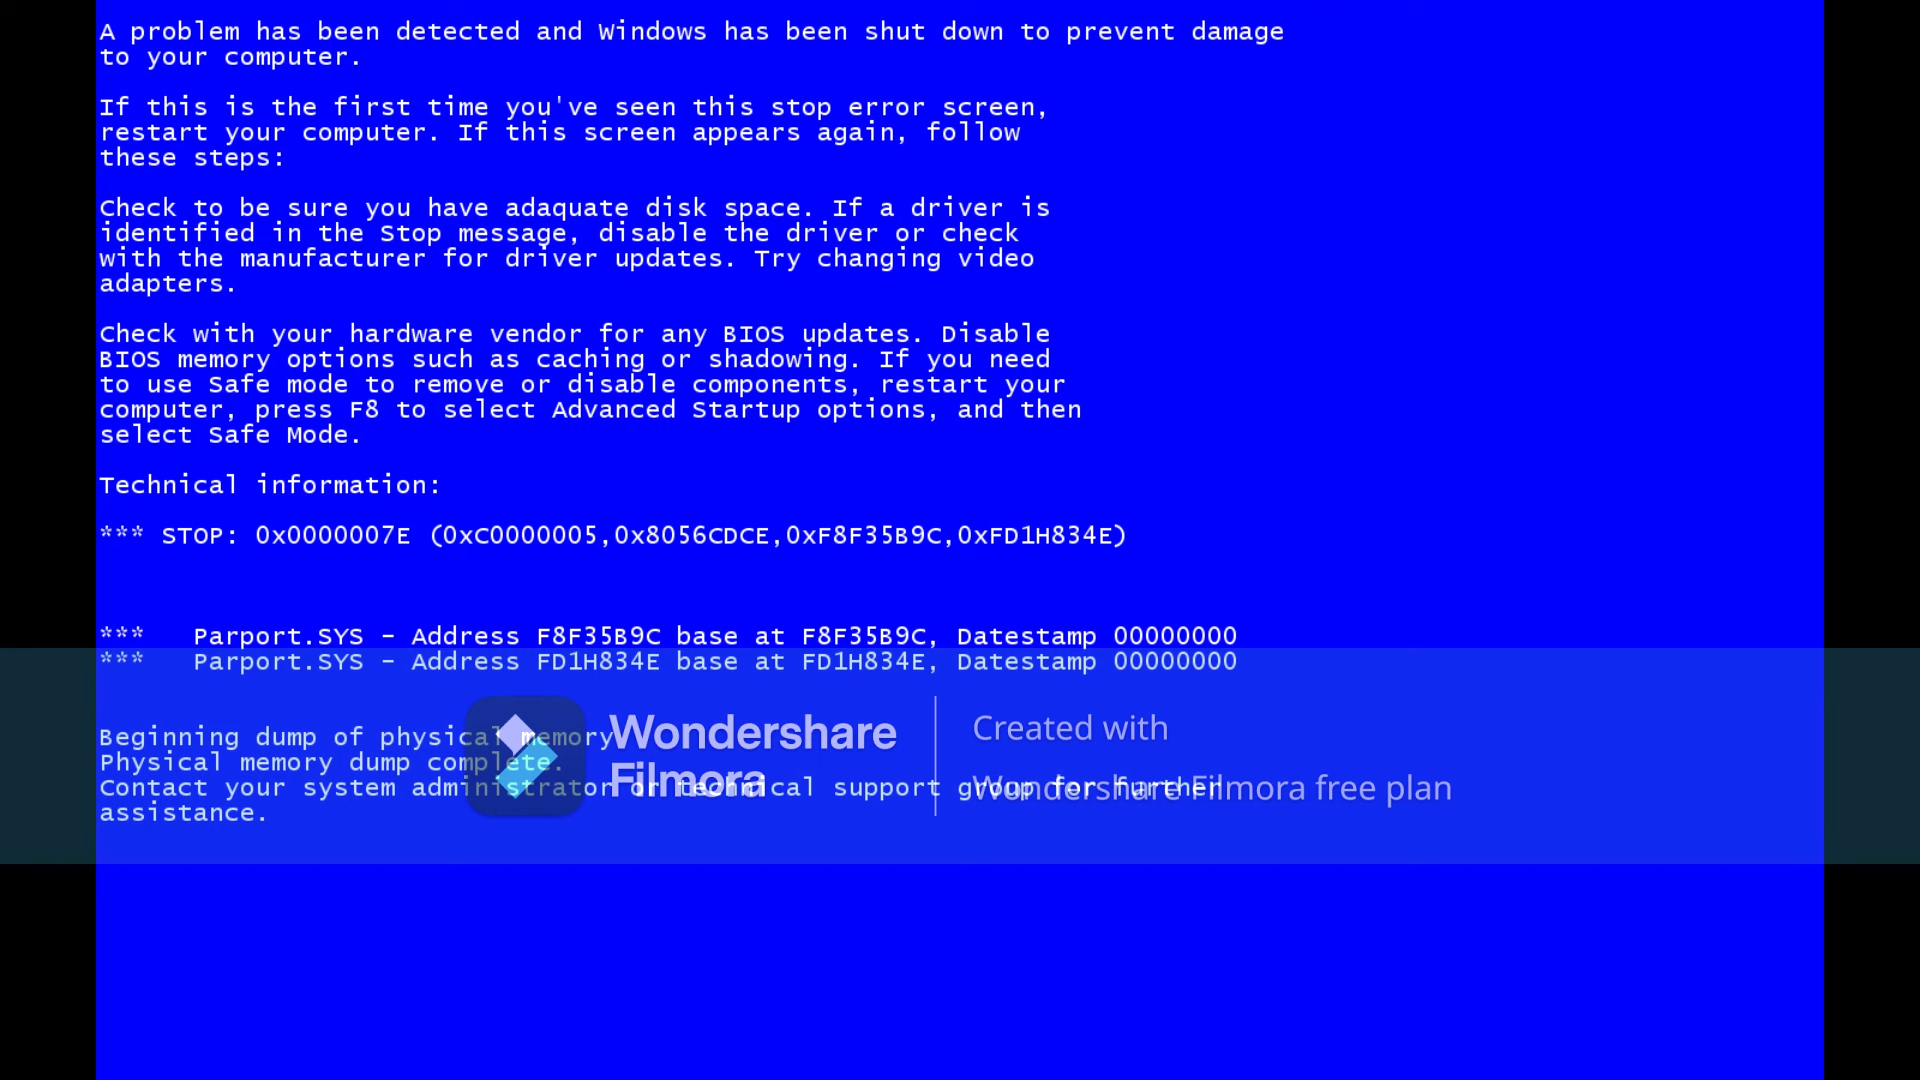 A problem has been detected and Windows has been shut down to prevent damage
to your computer.
If this is the first time you've seen this stop error screen,
restart your computer. If this screen appears again, follow
these steps:
Check to be sure you have adaquate disk space. If a driver is
identified in the Stop message, disable the driver or check
with the manufacturer for driver updates. Try changing video
adapters.
Check with your hardware vendor for any BIOS updates. Disable
BIOS memory options such as caching or shadowing. If you need
to use Safe mode to remove or disable components, restart your
computer, press F8 to select Advanced Startup options, and then
select Safe Mode.
Technical information:
*** STOP: 0x0000007E (0xC0000005,0x8056CDCE,0xF8F35B9C,0xFD1H834E)
*** Parport.SYS - Address F8F35B9C base at F8F35B9C, Datestamp 00000000
*** Parport.SYS - Address FD1H834E base at FD1H834E, Datestamp 00000000
Beginning dump of physical memory
Physical memory dump complete.
Contact your system administrator or technical support group for further
assistance.
Wondershare
Filmora
Created with
Wondershare Filmora free plan